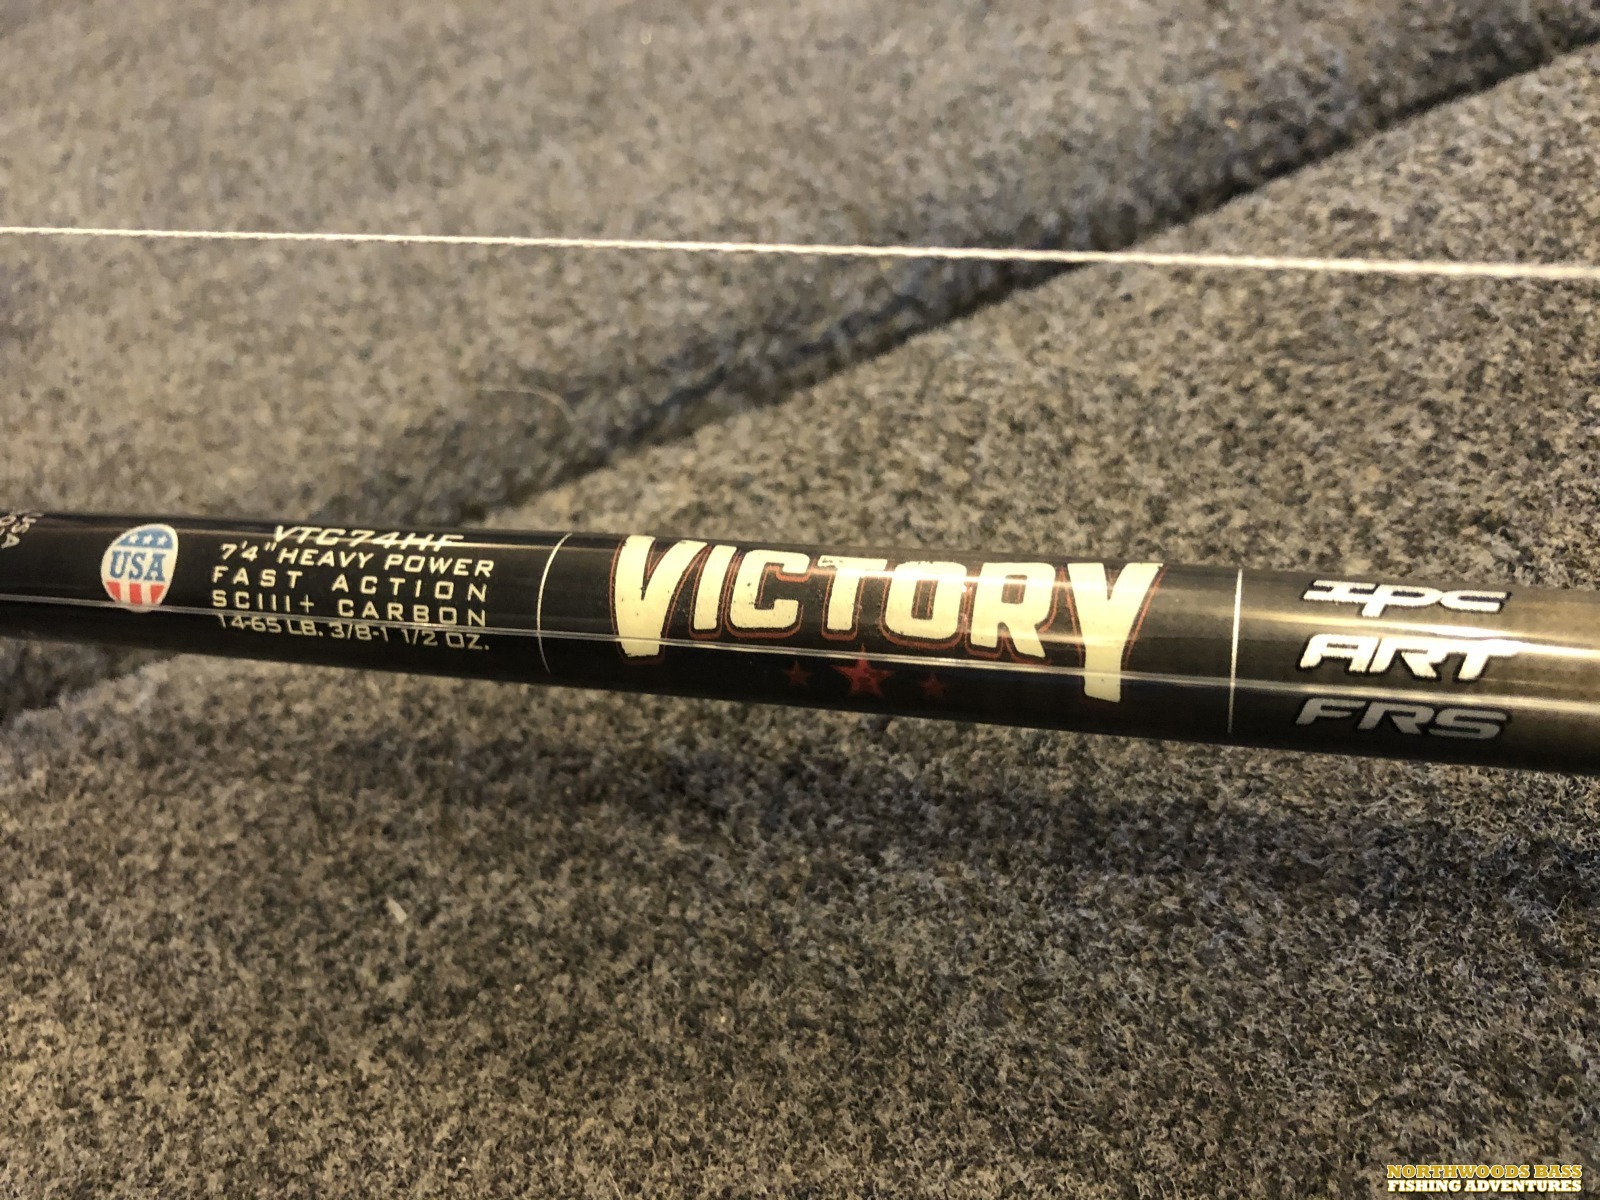 USA
VTC74HF
7'4" HEAVY POWER
FAST ACTION
SCIII+ CARBON
14-65 LB. 3/8-1 1/2 OZ.
VICTORY
IPC
ART
FRS
NORTHWOODS BASS
FISHING ADVENTURES